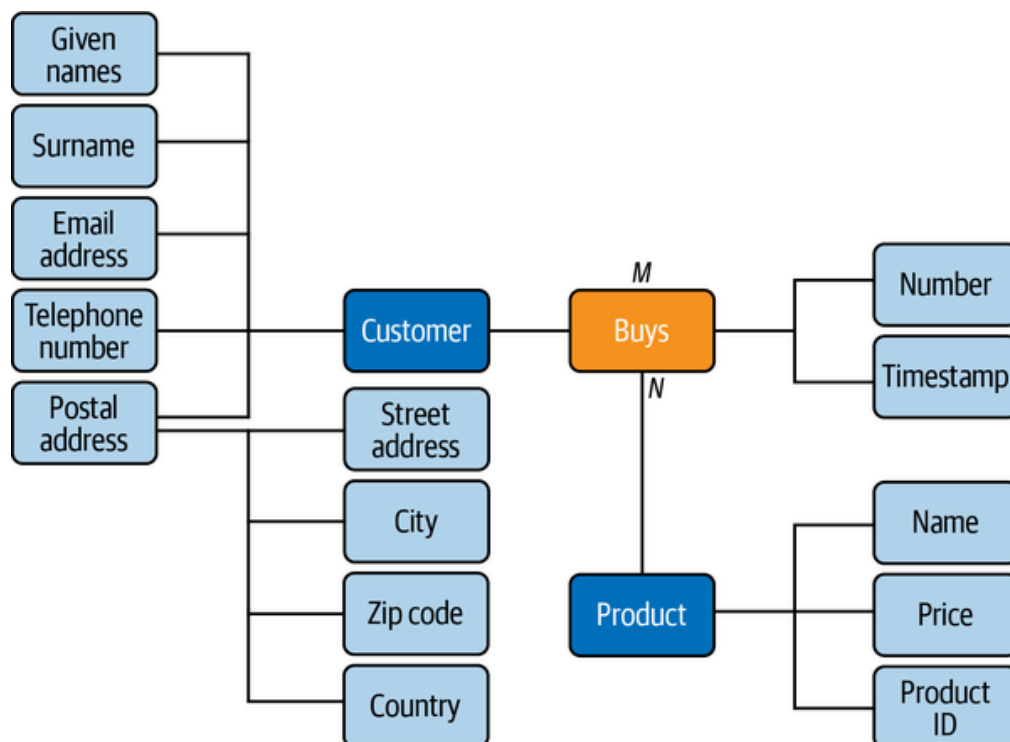 Given
names
Surname
Email
address
Telephone
number
Postal
address
Customer
Street
address
City
Zip code
Country
M
Buys
N
Product
Number
Timestamp
Name
Price
Product
ID